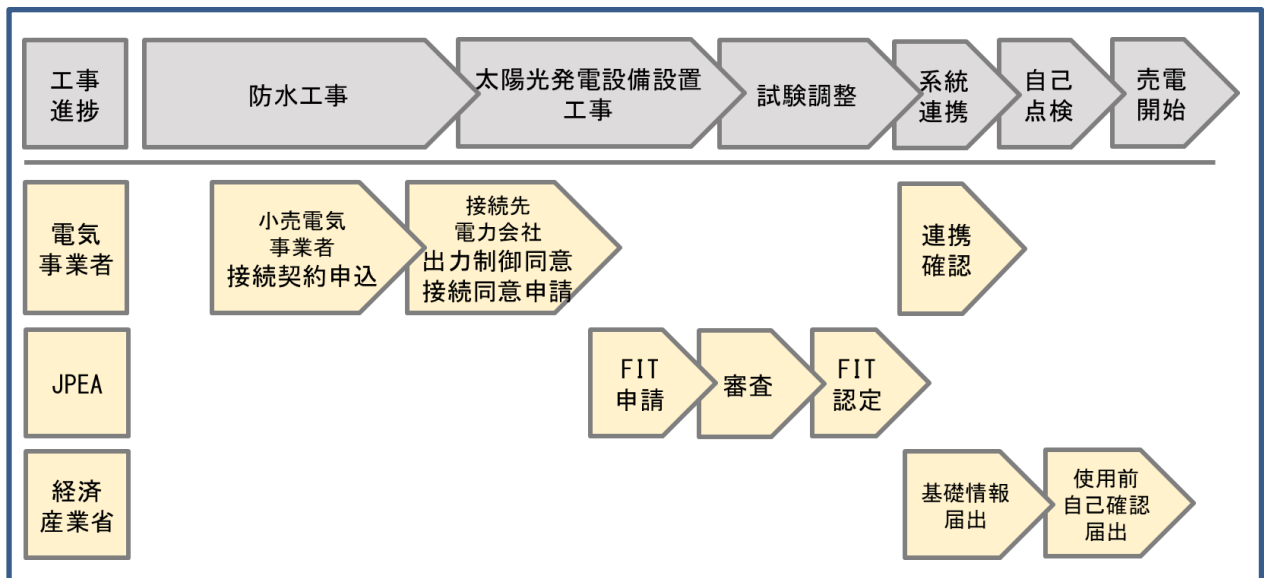 工事
進捗
防水工事
太陽光発電設備設置
工事
試験調整
系統
連携
自己
点検
売電
開始
電気
事業者
小売電気
事業者
接続契約申込
接続先
電力会社
出力制御同意
接続同意申請
連携
確認
JPEA
FIT
申請
審査
FIT
認定
経済
産業省
基礎情報
届出
使用前
自己確認
届出